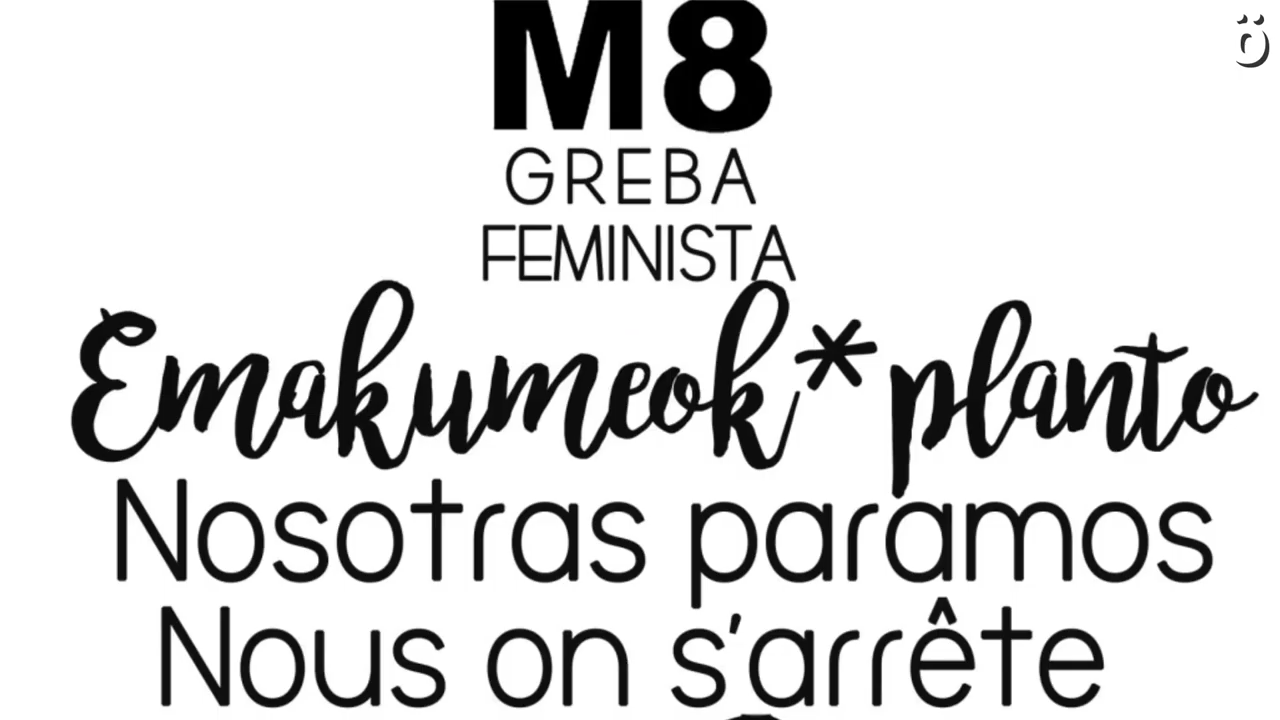 M8
GREBA
FEMINISTA
Emakumeok* planto
Nosotras paramos
Nous on s'arrête